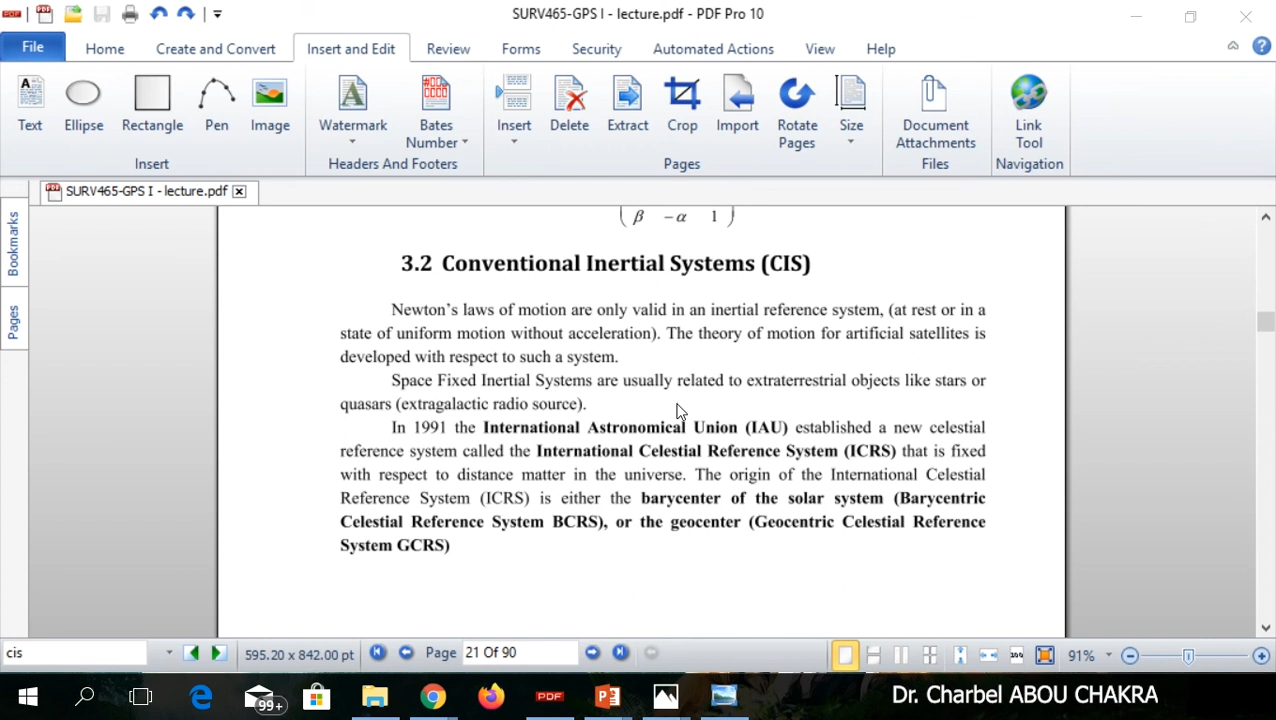 SURV465-GPS I - lecture.pdf - PDF Pro 10
File Home Create and Convert Insert and Edit Review Forms Security Automated Actions View Help
Text Ellipse Rectangle Pen Image Watermark Bates Number Insert Delete Extract Crop Import Rotate Pages Size Document Attachments Link Tool
Insert Headers And Footers Pages Files Navigation
SURV465-GPS I - lecture.pdf
Bookmarks
Pages
β −α 1
3.2 Conventional Inertial Systems (CIS)
Newton's laws of motion are only valid in an inertial reference system, (at rest or in a
state of uniform motion without acceleration). The theory of motion for artificial satellites is
developed with respect to such a system.
Space Fixed Inertial Systems are usually related to extraterrestrial objects like stars or
quasars (extragalactic radio source).
In 1991 the International Astronomical Union (IAU) established a new celestial
reference system called the International Celestial Reference System (ICRS) that is fixed
with respect to distance matter in the universe. The origin of the International Celestial
Reference System (ICRS) is either the barycenter of the solar system (Barycentric
Celestial Reference System BCRS), or the geocenter (Geocentric Celestial Reference
System GCRS)
cis 595.20 x 842.00 pt Page 21 Of 90 91%
99+ PDF Dr. Charbel ABOU CHAKRA